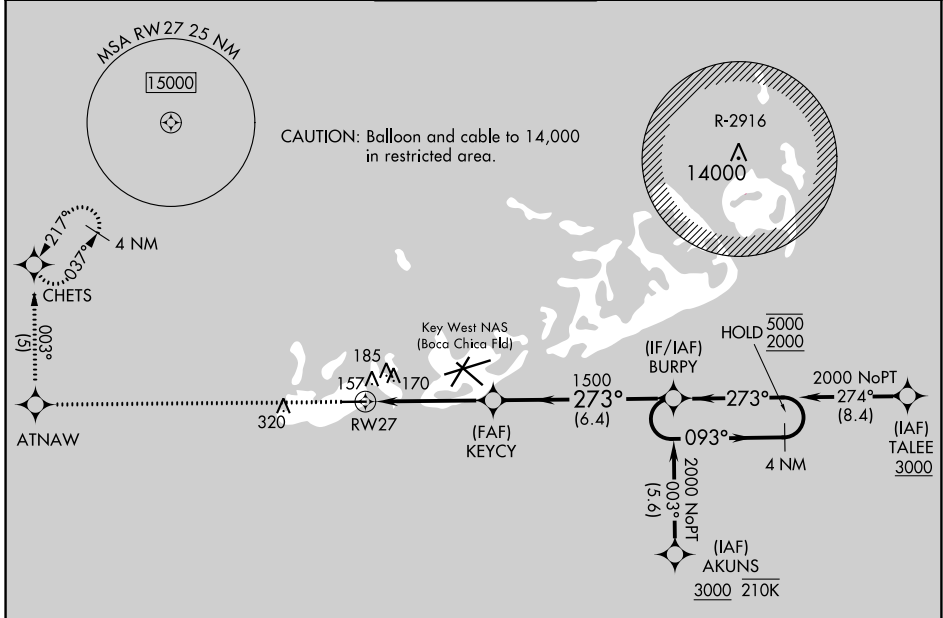 MSA RW27 25 NM
15000
CAUTION: Balloon and cable to 14,000
in restricted area.
R-2916
14000
217°
037°
4 NM
CHETS
003°
(5)
ATNAW
320
157
185
170
RW27
Key West NAS
(Boca Chica Fld)
(FAF)
KEYCY
1500
273°
(6.4)
(IF/IAF)
BURPY
HOLD
5000
2000
273°
093°
4 NM
2000 NoPT
274°
(8.4)
(IAF)
TALEE
3000
2000 NoPT
003°
(5.6)
(IAF)
AKUNS
3000 210K